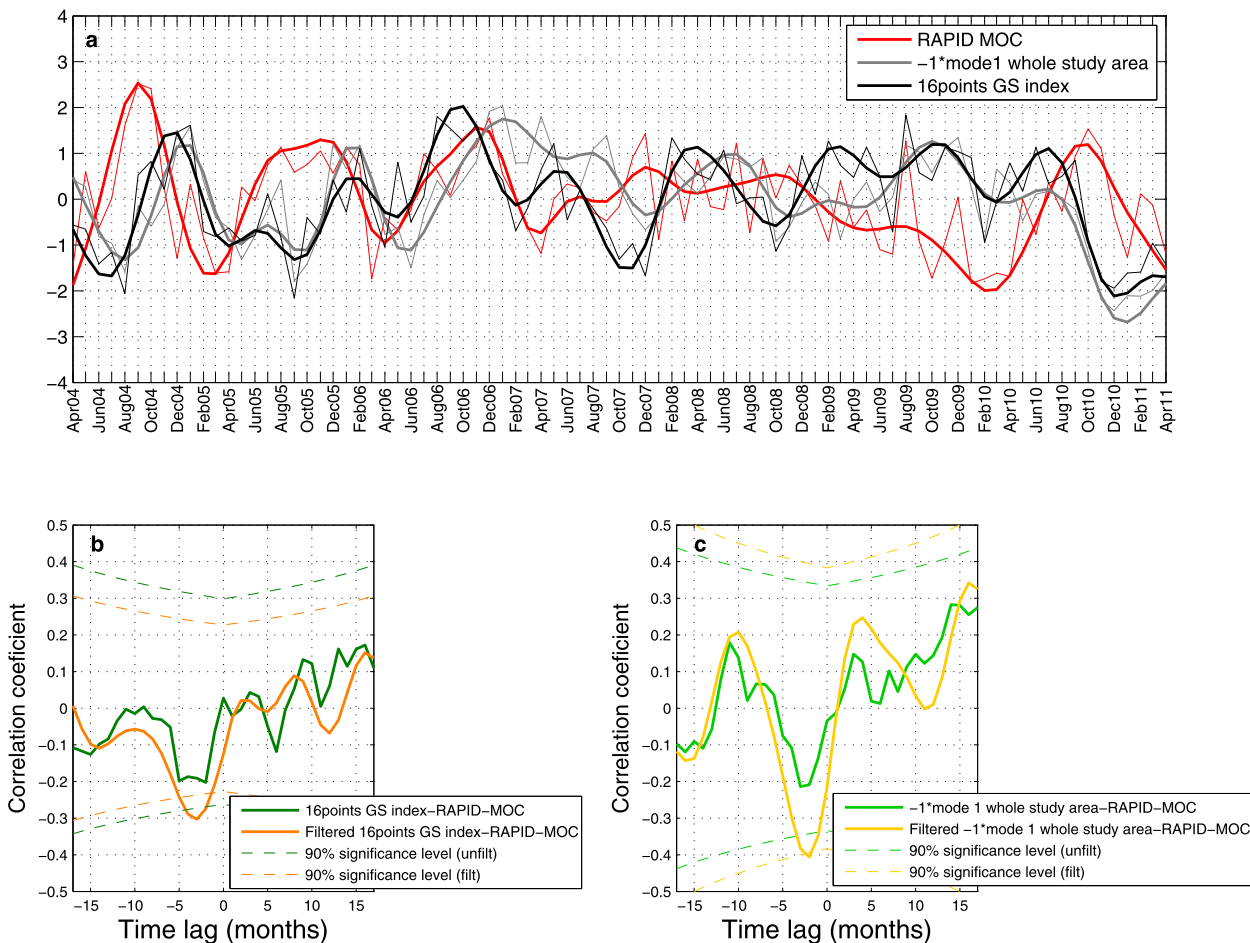 a
4
3
2
1
0
−1
−2
−3
−4
RAPID MOC
−1*mode1 whole study area
16points GS index
Apr04 Jun04 Aug04 Oct04 Dec04 Feb05 Apr05 Jun05 Aug05 Oct05 Dec05 Feb06 Apr06 Jun06 Aug06 Oct06 Dec06 Feb07 Apr07 Jun07 Aug07 Oct07 Dec07 Feb08 Apr08 Jun08 Aug08 Oct08 Dec08 Feb09 Apr09 Jun09 Aug09 Oct09 Dec09 Feb10 Apr10 Jun10 Aug10 Oct10 Dec10 Feb11 Apr11
b
Correlation coeficient
0.5
0.4
0.3
0.2
0.1
0
−0.1
−0.2
−0.3
−0.4
−0.5
16points GS index−RAPID−MOC
Filtered 16points GS index−RAPID−MOC
90% significance level (unfilt)
90% significance level (filt)
−15 −10 −5 0 5 10 15
Time lag (months)
c
Correlation coeficient
0.5
0.4
0.3
0.2
0.1
0
−0.1
−0.2
−0.3
−0.4
−0.5
−1*mode 1 whole study area−RAPID−MOC
Filtered −1*mode 1 whole study area−RAPID−MOC
90% significance level (unfilt)
90% significance level (filt)
−15 −10 −5 0 5 10 15
Time lag (months)